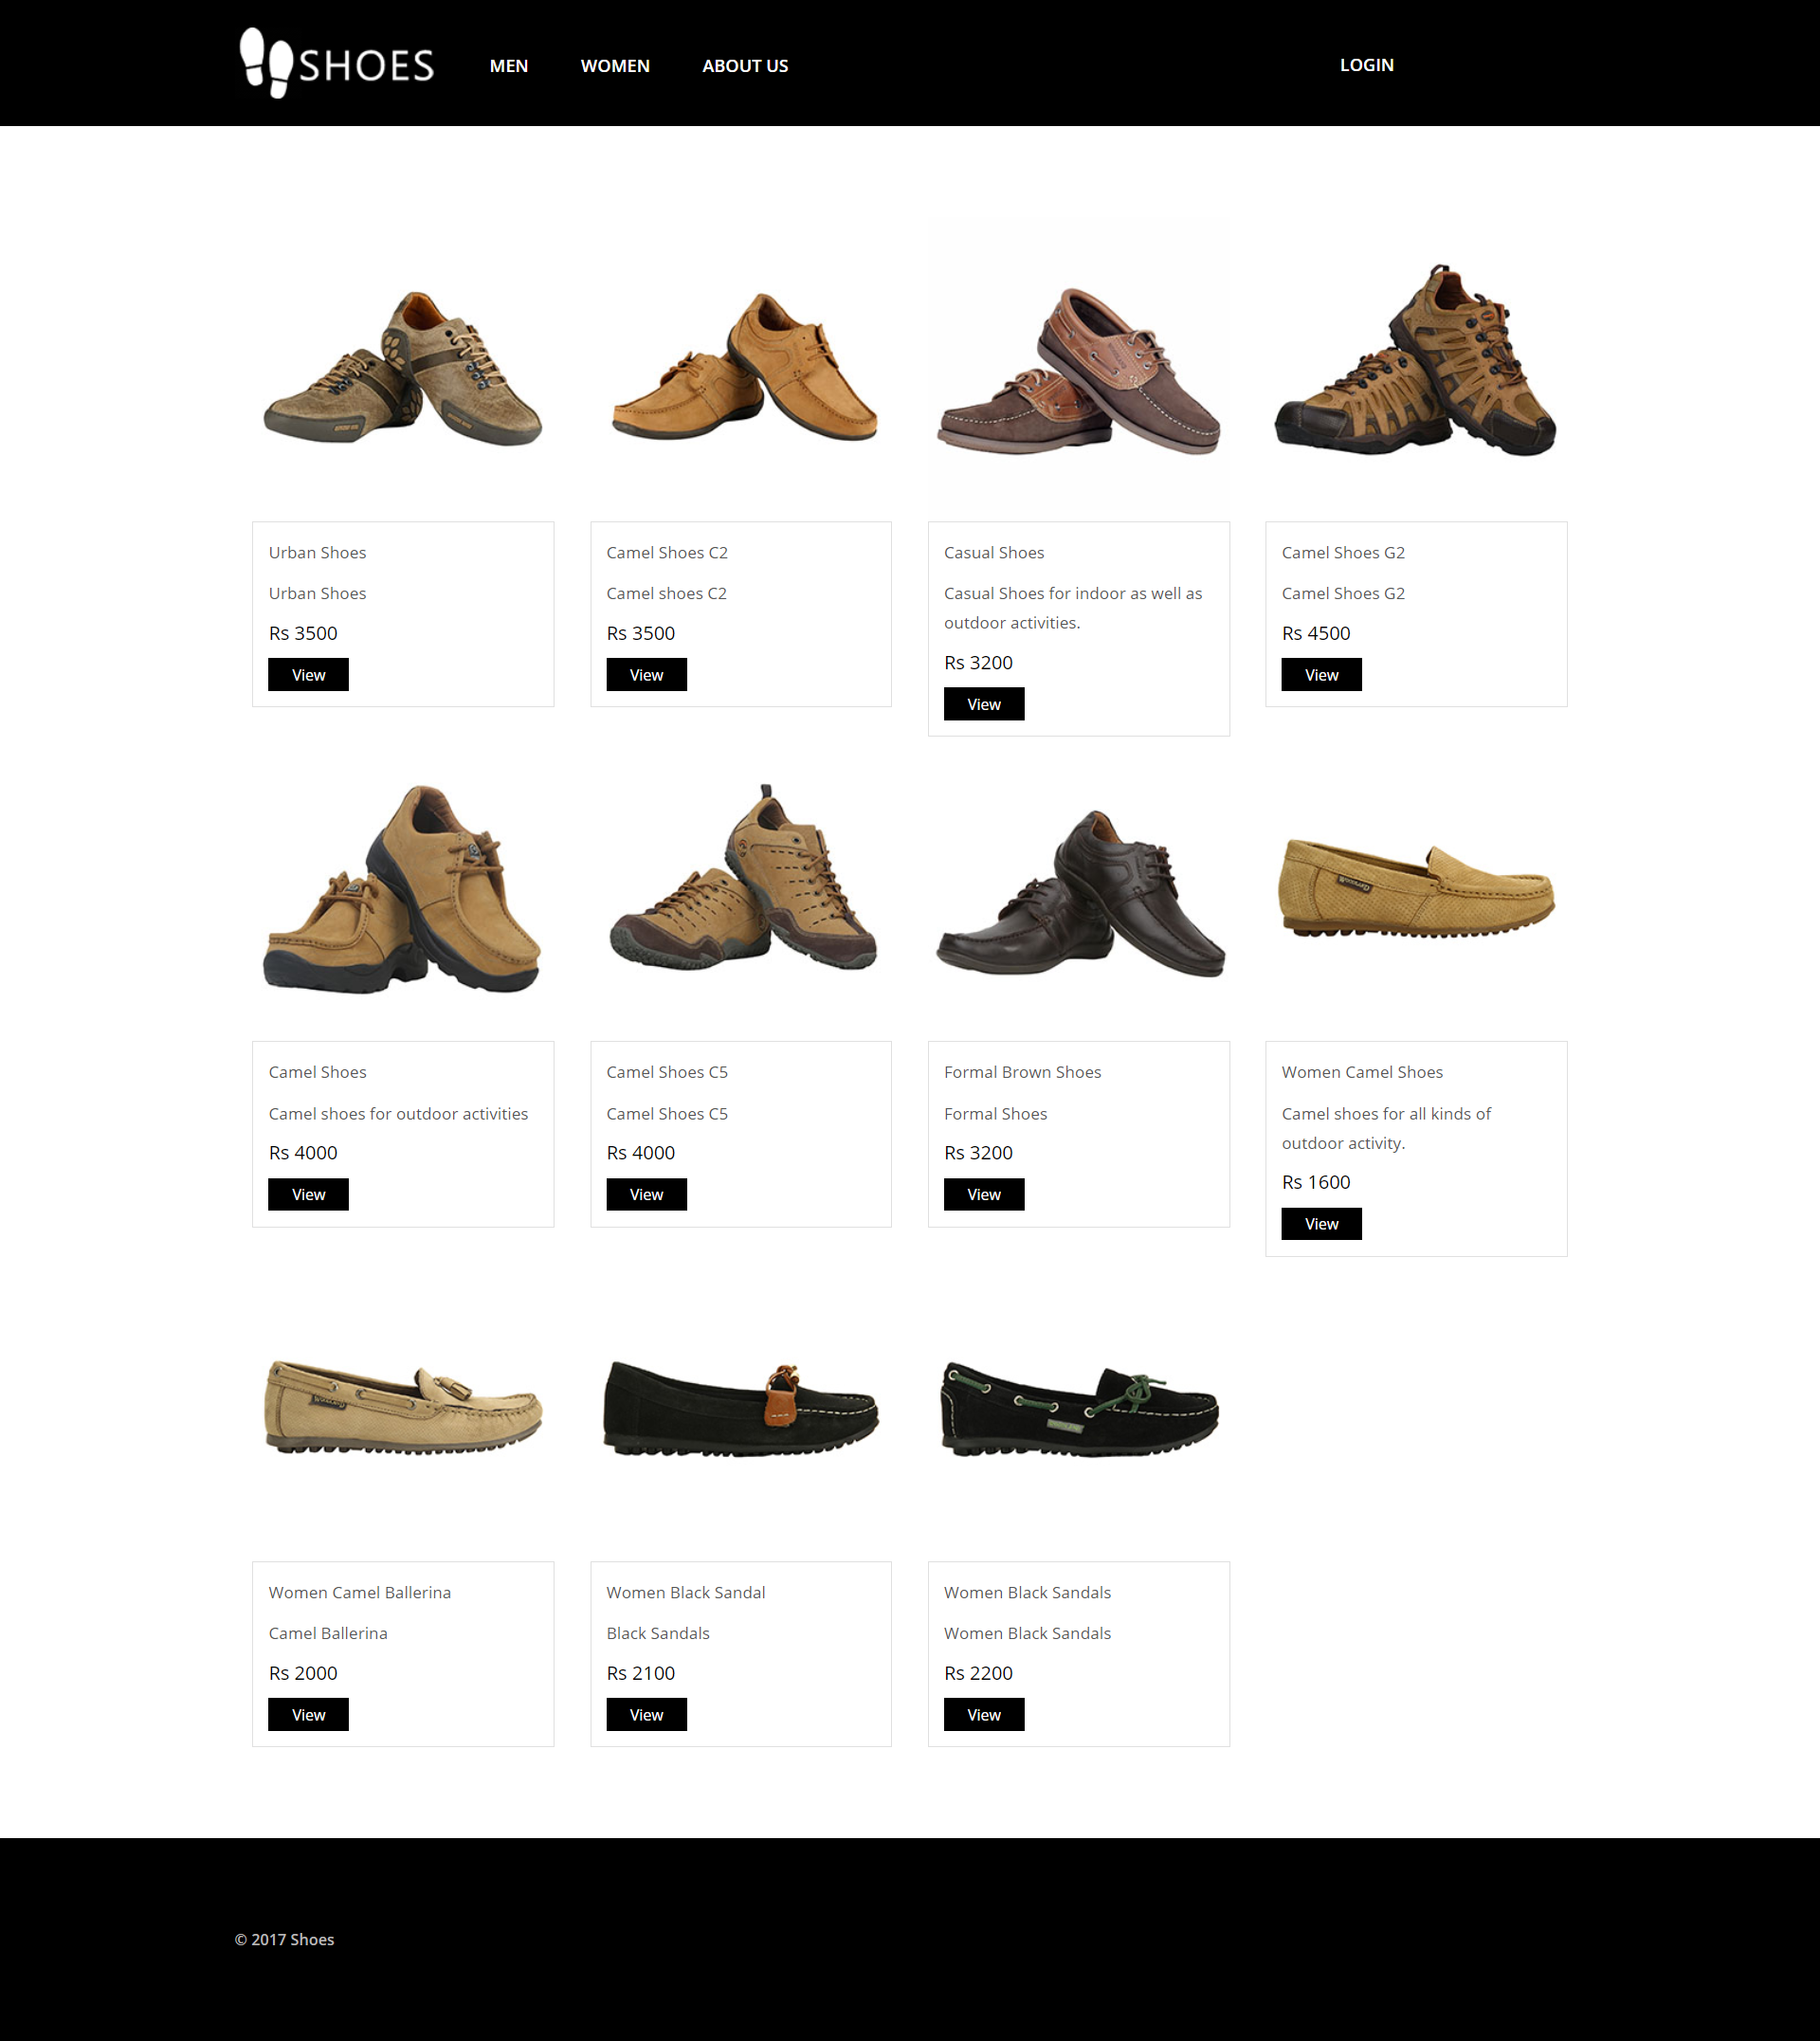 SHOES
MEN
WOMEN
ABOUT US
LOGIN
Urban Shoes
Urban Shoes
Rs 3500
View
Camel Shoes C2
Camel shoes C2
Rs 3500
View
Casual Shoes
Casual Shoes for indoor as well as
outdoor activities.
Rs 3200
View
Camel Shoes G2
Camel Shoes G2
Rs 4500
View
Camel Shoes
Camel shoes for outdoor activities
Rs 4000
View
Camel Shoes C5
Camel Shoes C5
Rs 4000
View
Formal Brown Shoes
Formal Shoes
Rs 3200
View
Women Camel Shoes
Camel shoes for all kinds of
outdoor activity.
Rs 1600
View
Women Camel Ballerina
Camel Ballerina
Rs 2000
View
Women Black Sandal
Black Sandals
Rs 2100
View
Women Black Sandals
Women Black Sandals
Rs 2200
View
© 2017 Shoes